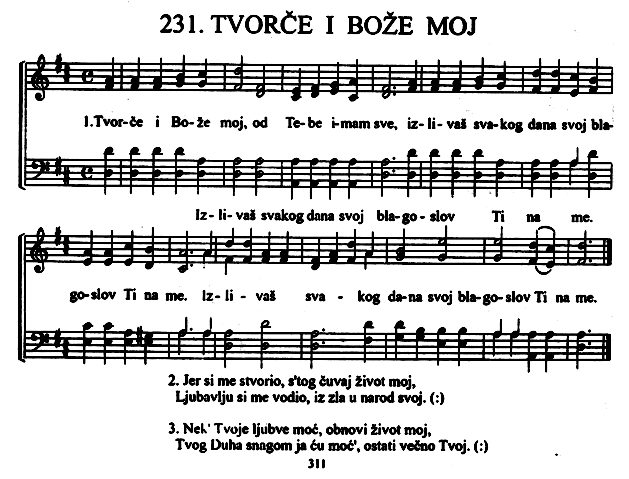 231. TVORČE I BOŽE MOJ
1.Tvor-če i Bo-že moj, od Te-be i-mam sve, iz-li-vaš sva-kog dana svoj bla-
Iz-li-vaš svakog dana svoj bla-go-slov Ti na me.
go-slov Ti na me. Iz-li-vaš sva-kog da-na svoj bla-go-slov Ti na me.
2. Jer si me stvorio, s'tog čuvaj život moj,
Ljubavlju si me vodio, iz zla u narod svoj. (:)
3. Nek' Tvoje ljubve moć, obnovi život moj,
Tvog Duha snagom ja ću moć', ostati večno Tvoj. (:)
311